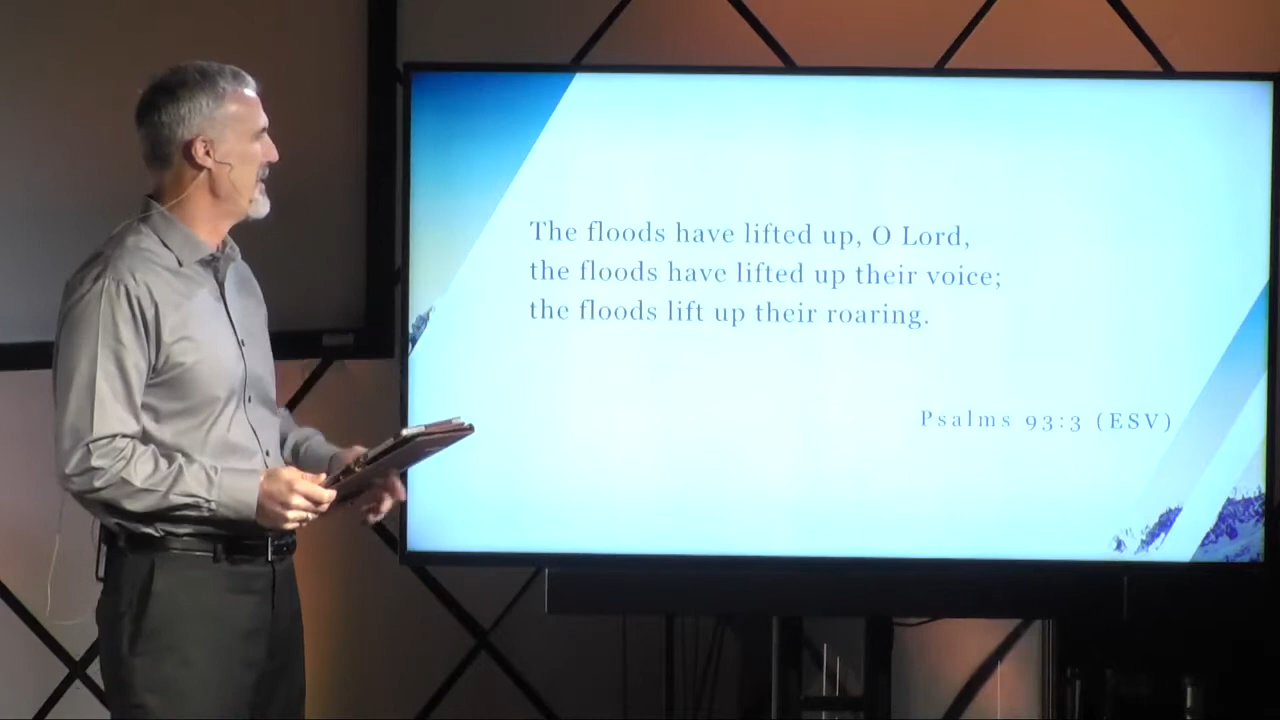 The floods have lifted up, O Lord,
the floods have lifted up their voice;
the floods lift up their roaring.
Psalms 93:3 (ESV)